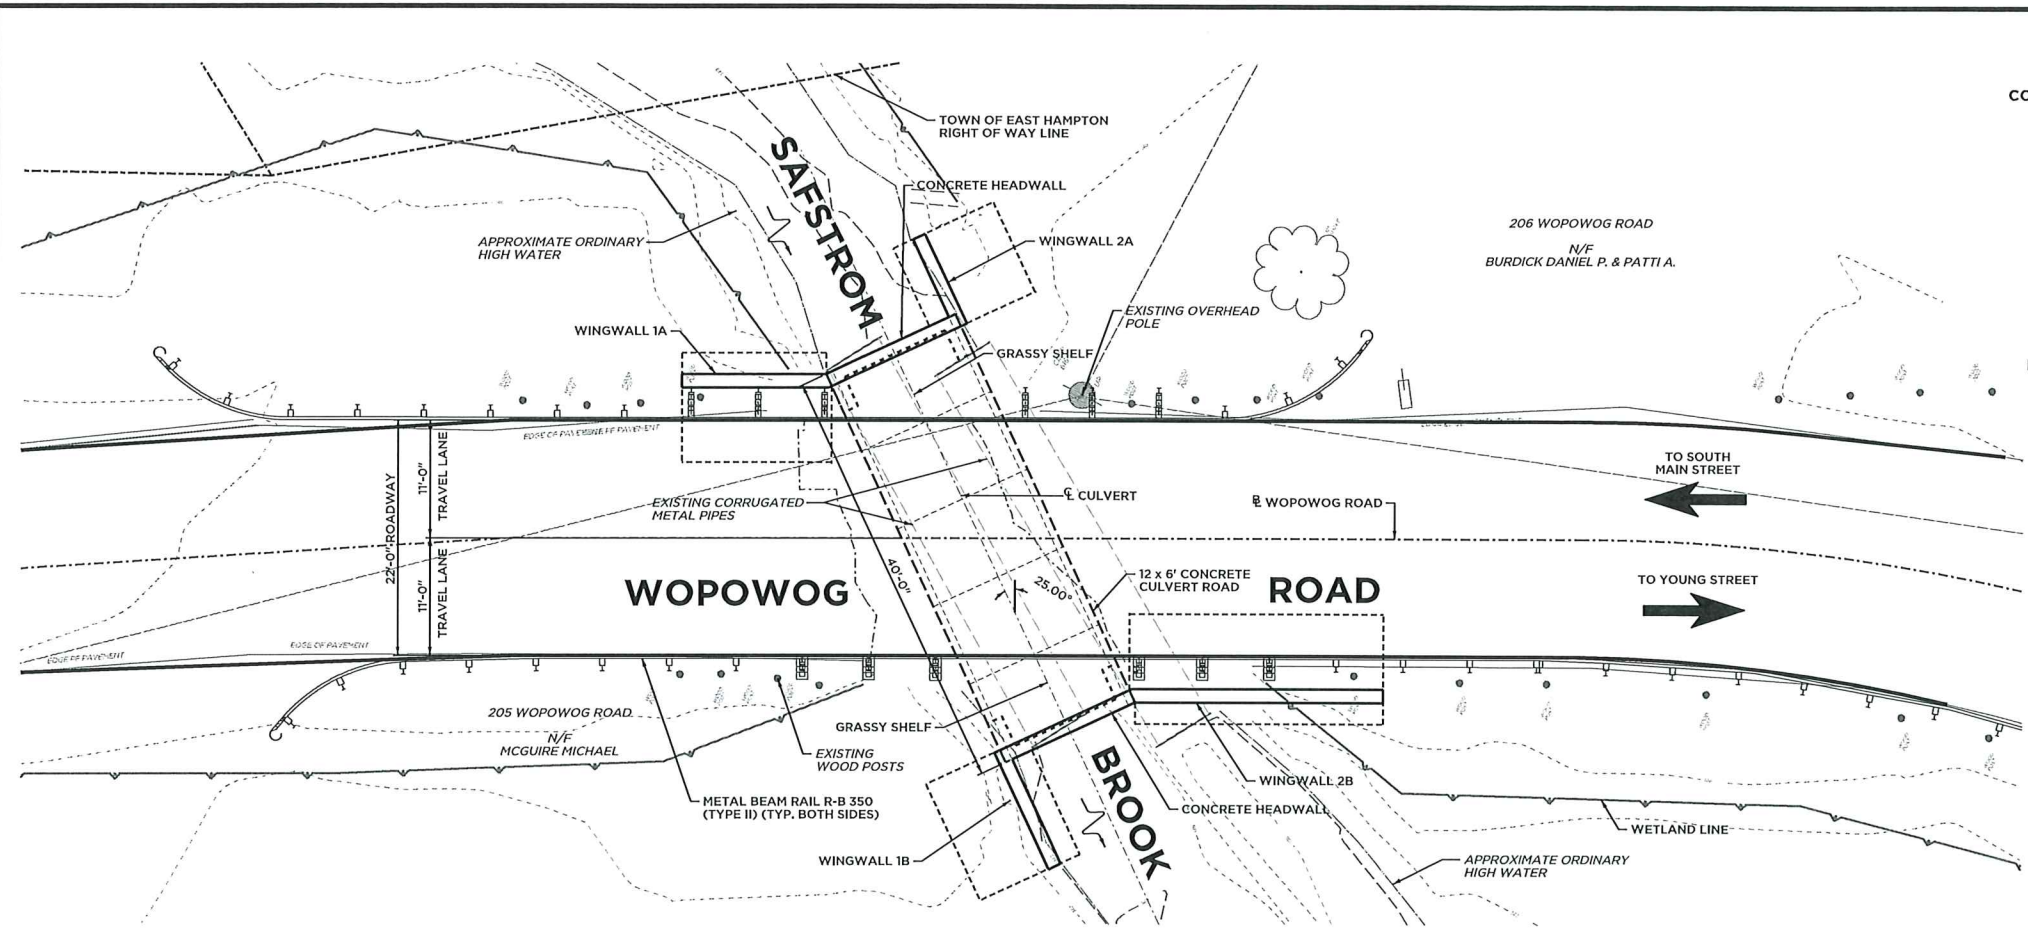 CO
TOWN OF EAST HAMPTON
RIGHT OF WAY LINE
SAFSTROM
CONCRETE HEADWALL
APPROXIMATE ORDINARY
HIGH WATER
WINGWALL 2A
206 WOPOWOG ROAD
N/F
BURDICK DANIEL P. & PATTI A.
WINGWALL 1A
EXISTING OVERHEAD
POLE
GRASSY SHELF
EDGE OF PAVEMENT
22'-0" ROADWAY
11'-0"
TRAVEL LANE
EXISTING CORRUGATED
METAL PIPES
℄ CULVERT
WOPOWOG ROAD
TO SOUTH
MAIN STREET
11'-0"
TRAVEL LANE
40'-0"
25.00°
12 x 6' CONCRETE
CULVERT ROAD
WOPOWOG
ROAD
TO YOUNG STREET
EDGE OF PAVEMENT
EDGE OF PAVEMENT
205 WOPOWOG ROAD
N/F
MCGUIRE MICHAEL
GRASSY SHELF
EXISTING
WOOD POSTS
BROOK
METAL BEAM RAIL R-B 350
(TYPE II) (TYP. BOTH SIDES)
WINGWALL 2B
CONCRETE HEADWALL
WETLAND LINE
WINGWALL 1B
APPROXIMATE ORDINARY
HIGH WATER